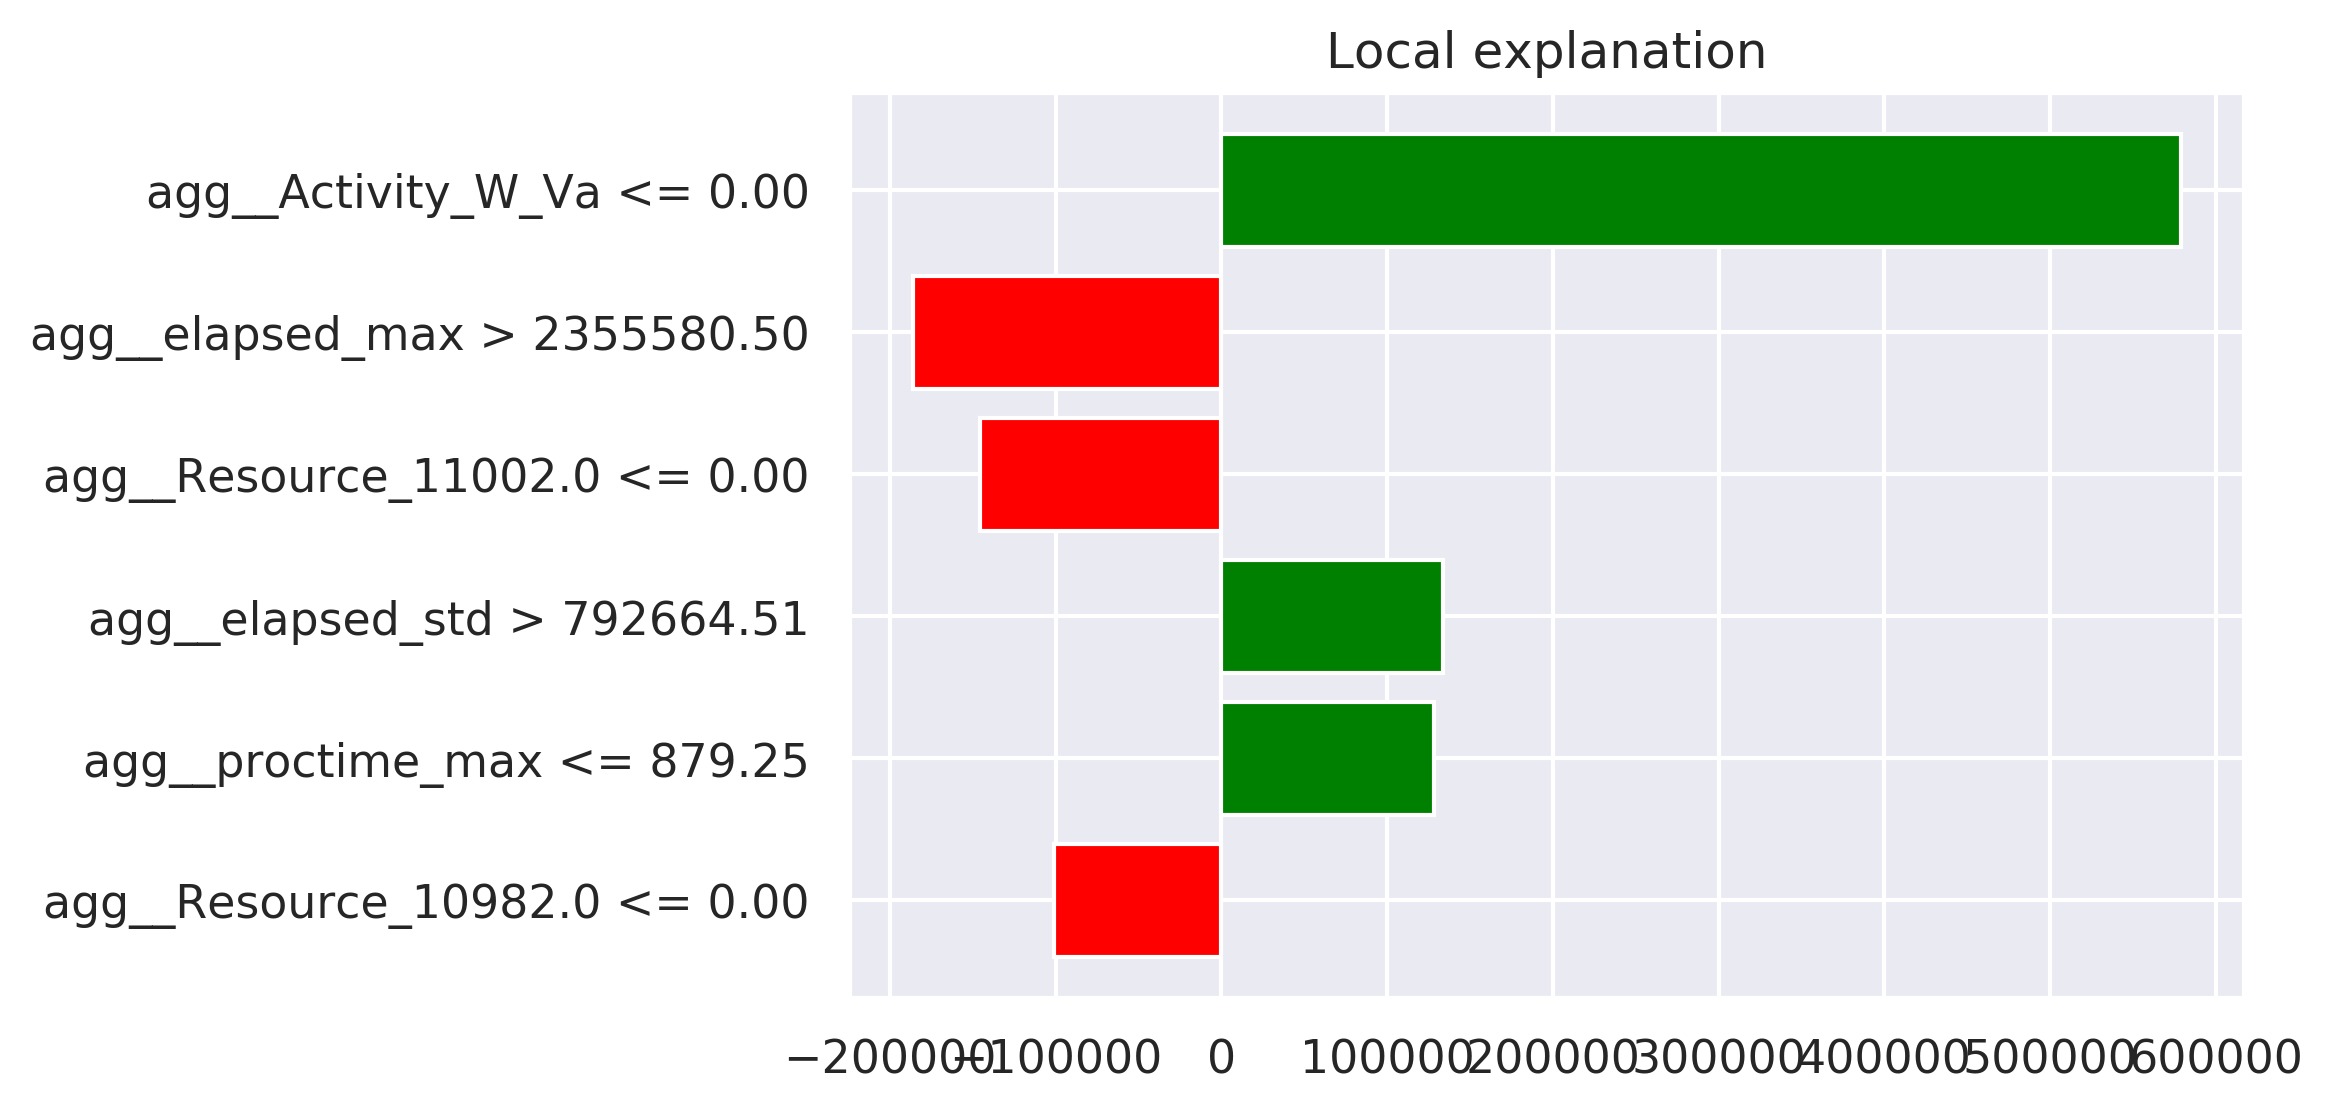 Local explanation
agg__Activity_W_Va <= 0.00
agg__elapsed_max > 2355580.50
agg__Resource_11002.0 <= 0.00
agg__elapsed_std > 792664.51
agg__proctime_max <= 879.25
agg__Resource_10982.0 <= 0.00
−200000 −100000 0 100000 200000 300000 400000 500000 600000